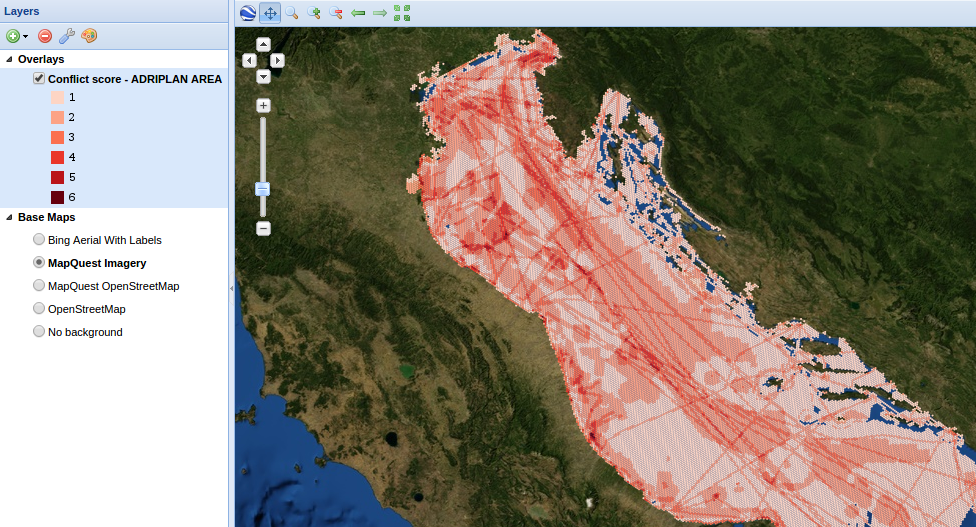 Layers
Overlays
Conflict score - ADRIPLAN AREA
1
2
3
4
5
6
Base Maps
Bing Aerial With Labels
MapQuest Imagery
MapQuest OpenStreetMap
OpenStreetMap
No background